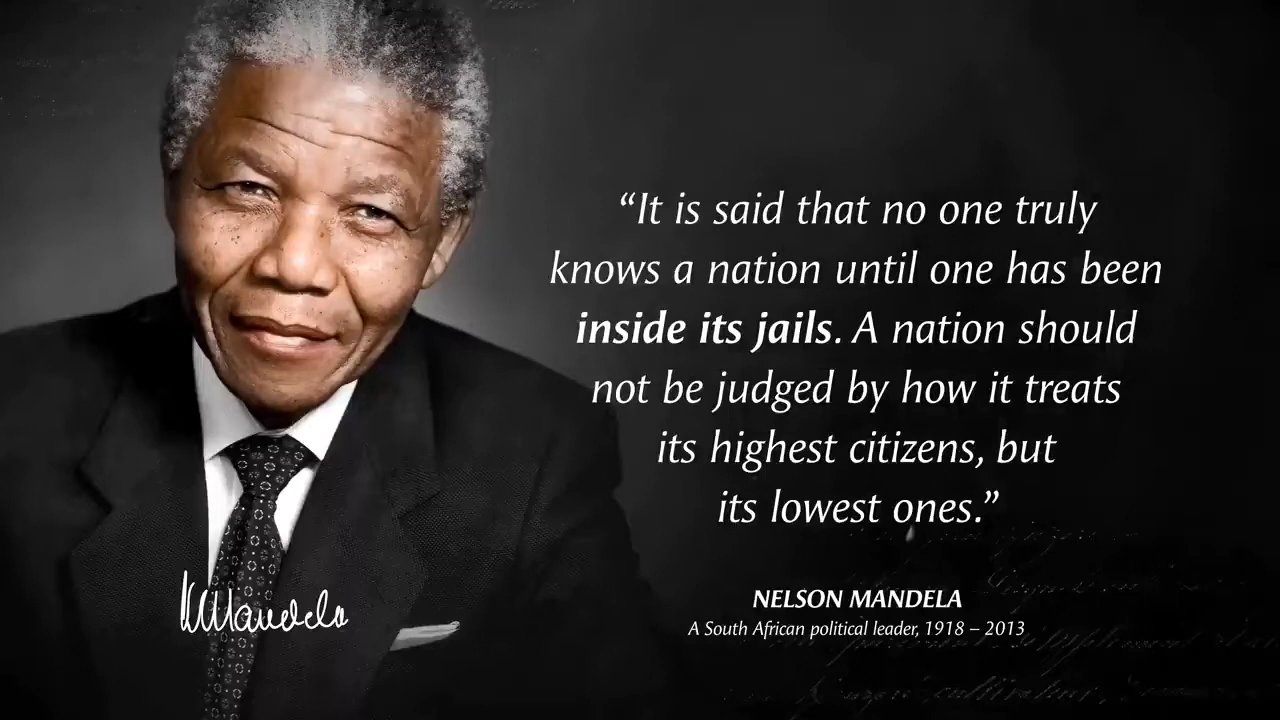 “It is said that no one truly
knows a nation until one has been
inside its jails. A nation should
not be judged by how it treats
its highest citizens, but
its lowest ones.”
NELSON MANDELA
A South African political leader, 1918 – 2013
NMandela